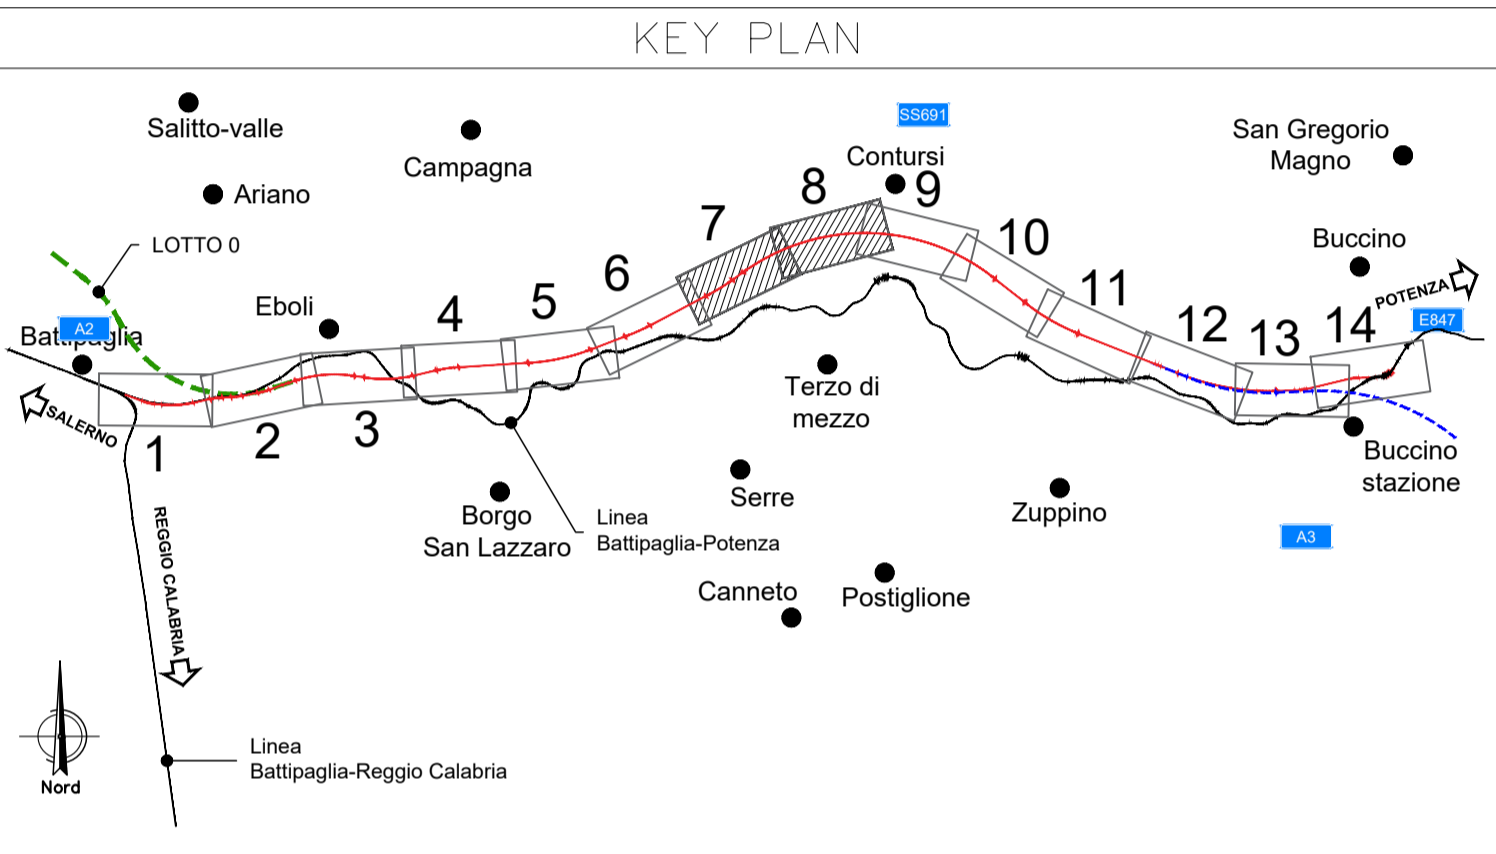 KEY PLAN
Salitto-valle
Campagna
Ariano
LOTTO 0
SS691
Contursi
San Gregorio
Magno
Buccino
POTENZA
E847
Eboli
Battipaglia
A2
SALERNO
1
2
3
4
5
6
7
8
9
10
11
12
13
14
Terzo di
mezzo
Buccino
stazione
Serre
Borgo
San Lazzaro
Linea
Battipaglia-Potenza
Zuppino
A3
Canneto
Postiglione
REGGIO CALABRIA
Nord
Linea
Battipaglia-Reggio Calabria